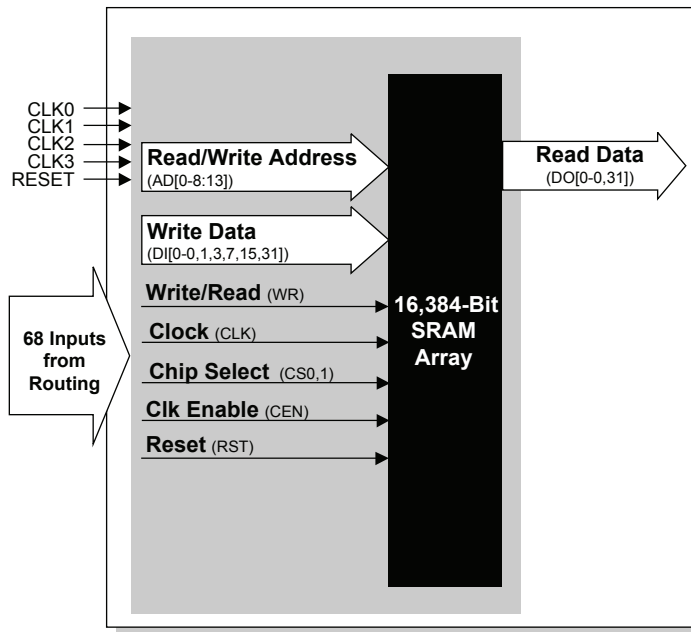 CLK0
CLK1
CLK2
CLK3
RESET
Read/Write Address
(AD[0-8:13])
Read Data
(DO[0-0,31])
Write Data
(DI[0-0,1,3,7,15,31])
68 Inputs
from
Routing
Write/Read (WR)
Clock (CLK)
Chip Select (CS0,1)
Clk Enable (CEN)
Reset (RST)
16,384-Bit
SRAM
Array